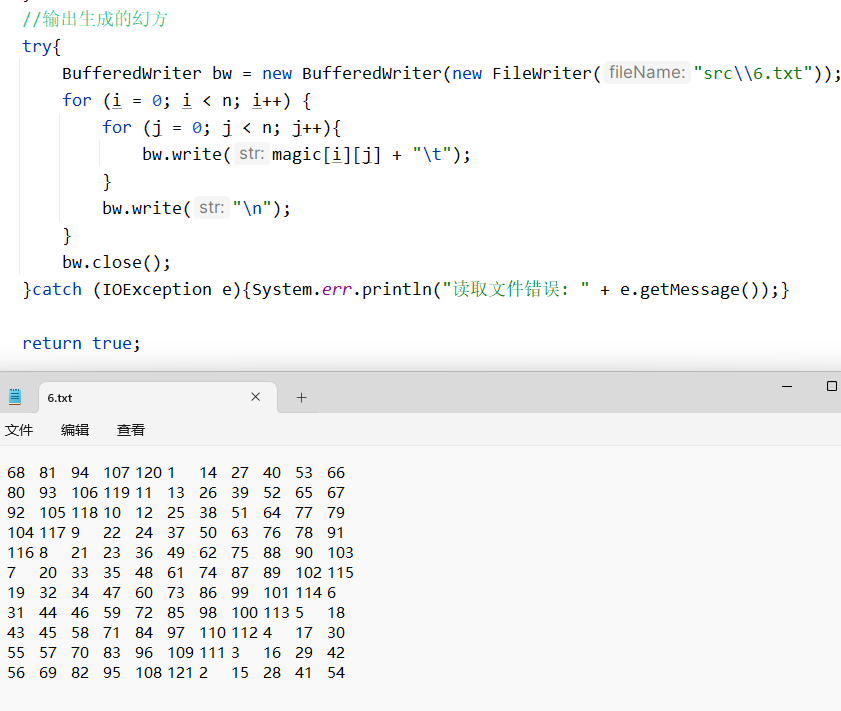 //输出生成的幻方
try{
BufferedWriter bw = new BufferedWriter(new FileWriter( fileName: "src\\6.txt"));
for (i = 0; i < n; i++) {
for (j = 0; j < n; j++){
bw.write( str: magic[i][j] + "\t");
}
bw.write( str: "\n");
}
bw.close();
}catch (IOException e){System.err.println("读取文件错误: " + e.getMessage());}
return true;
6.txt
文件 编辑 查看
68 81 94 107 120 1 14 27 40 53 66
80 93 106 119 11 13 26 39 52 65 67
92 105 118 10 12 25 38 51 64 77 79
104 117 9 22 24 37 50 63 76 78 91
116 8 21 23 36 49 62 75 88 90 103
7 20 33 35 48 61 74 87 89 102 115
19 32 34 47 60 73 86 99 101 114 6
31 44 46 59 72 85 98 100 113 5 18
43 45 58 71 84 97 110 112 4 17 30
55 57 70 83 96 109 111 3 16 29 42
56 69 82 95 108 121 2 15 28 41 54